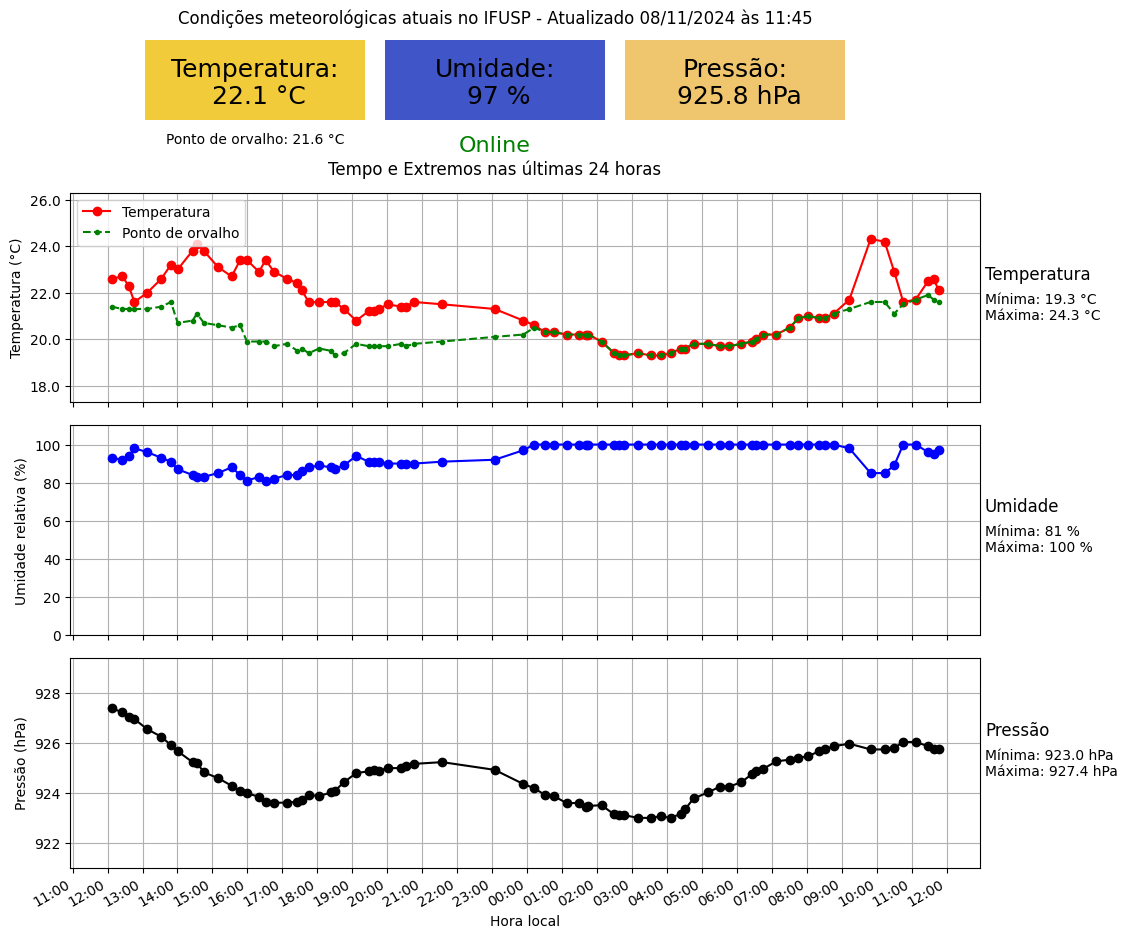 Condições meteorológicas atuais no IFUSP - Atualizado 08/11/2024 às 11:45
Temperatura:
22.1 °C
Umidade:
97 %
Pressão:
925.8 hPa
Ponto de orvalho: 21.6 °C
Online
Tempo e Extremos nas últimas 24 horas
Temperatura (°C)
26.0
24.0
22.0
20.0
18.0
Temperatura
Ponto de orvalho
Temperatura
Mínima: 19.3 °C
Máxima: 24.3 °C
Umidade relativa (%)
100
80
60
40
20
0
Umidade
Mínima: 81 %
Máxima: 100 %
Pressão (hPa)
928
926
924
922
Pressão
Mínima: 923.0 hPa
Máxima: 927.4 hPa
11:00 12:00 13:00 14:00 15:00 16:00 17:00 18:00 19:00 20:00 21:00 22:00 23:00 00:00 01:00 02:00 03:00 04:00 05:00 06:00 07:00 08:00 09:00 10:00 11:00 12:00
Hora local